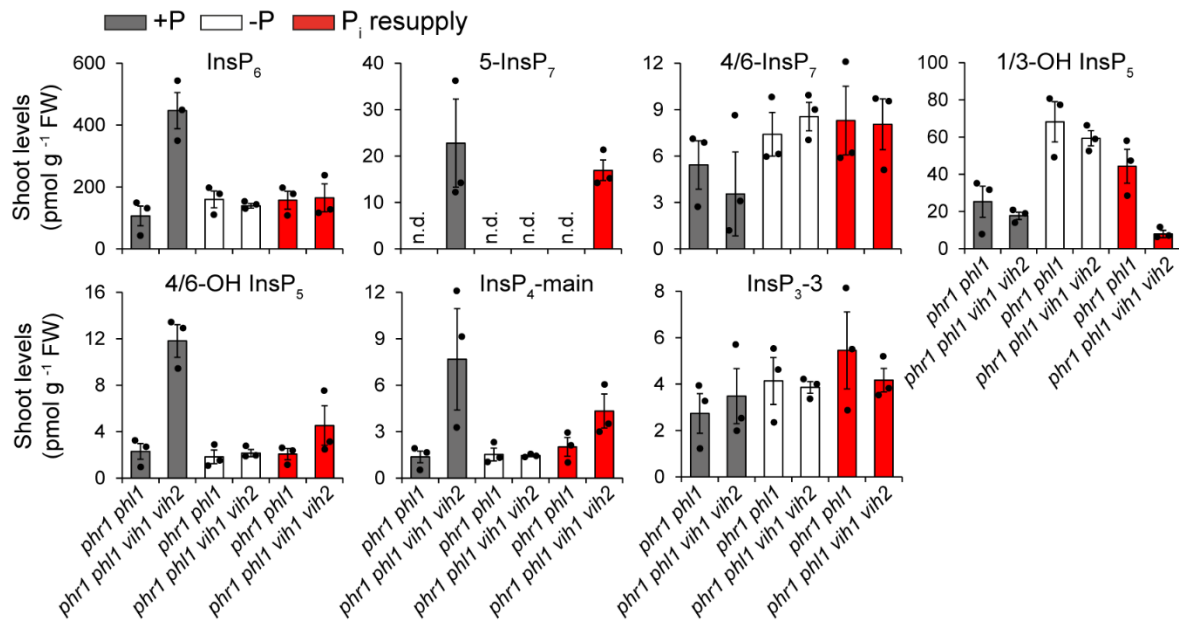 +P -P Pi resupply
InsP6
5-InsP7
4/6-InsP7
1/3-OH InsP5
Shoot levels
(pmol g -1 FW)
600
400
200
0
40
30
20
10
0
n.d.
n.d.
n.d.
n.d.
12
9
6
3
0
100
80
60
40
20
0
phr1 phl1
phr1 phl1 vih1 vih2
phr1 phl1
phr1 phl1 vih1 vih2
phr1 phl1
phr1 phl1 vih1 vih2
4/6-OH InsP5
InsP4-main
InsP3-3
Shoot levels
(pmol g -1 FW)
16
12
8
4
0
12
9
6
3
0
8
6
4
2
0
phr1 phl1
phr1 phl1 vih1 vih2
phr1 phl1
phr1 phl1 vih1 vih2
phr1 phl1
phr1 phl1 vih1 vih2
phr1 phl1
phr1 phl1 vih1 vih2
phr1 phl1
phr1 phl1 vih1 vih2
phr1 phl1
phr1 phl1 vih1 vih2
phr1 phl1
phr1 phl1 vih1 vih2
phr1 phl1
phr1 phl1 vih1 vih2
phr1 phl1
phr1 phl1 vih1 vih2